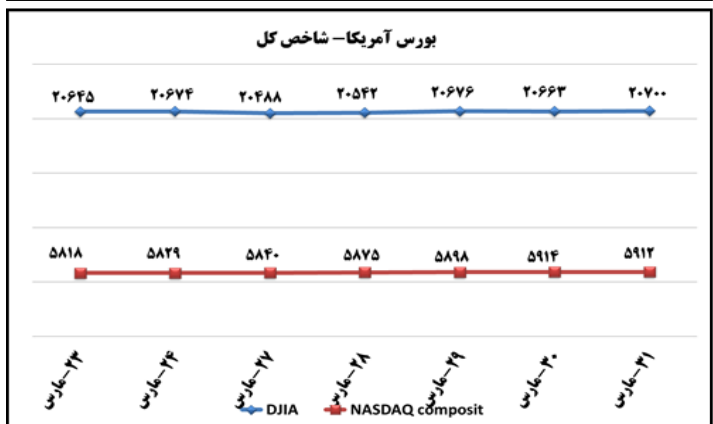 بورس آمریکا– شاخص کل
۲۰۶۴۵ ۲۰۶۷۴ ۲۰۴۸۸ ۲۰۵۴۲ ۲۰۶۷۶ ۲۰۶۶۳ ۲۰۷۰۰
۵۸۱۸ ۵۸۲۹ ۵۸۴۰ ۵۸۷۵ ۵۸۹۸ ۵۹۱۴ ۵۹۱۲
۲۳-مارس ۲۴-مارس ۲۷-مارس ۲۸-مارس ۲۹-مارس ۳۰-مارس ۳۱-مارس
DJIA NASDAQ composit